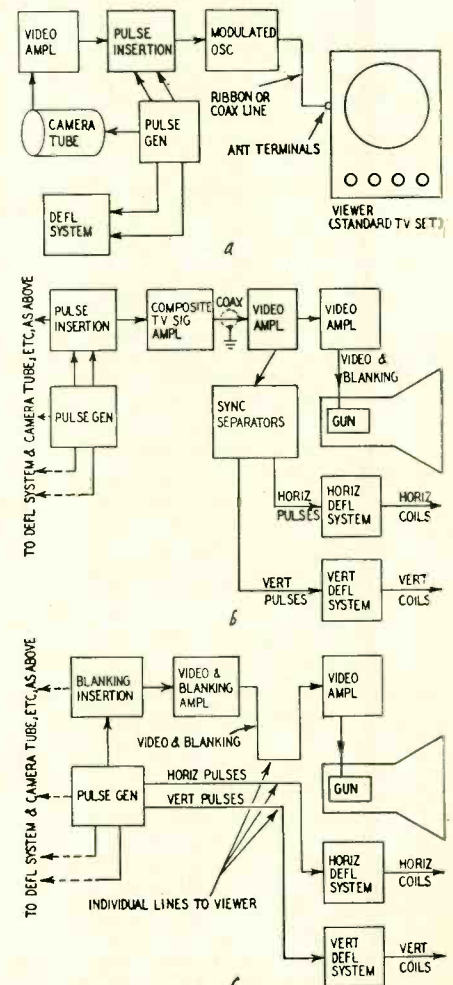 VIDEO
AMPL
PULSE
INSERTION
MODULATED
OSC
RIBBON OR
COAX LINE
ANT TERMINALS
CAMERA
TUBE
PULSE
GEN
DEFL
SYSTEM
VIEWER
(STANDARD TV SET)
a
TO DEFL SYSTEM & CAMERA TUBE, ETC, AS ABOVE
PULSE
INSERTION
COMPOSITE
TV SIG
AMPL
COAX
VIDEO
AMPL
VIDEO
AMPL
VIDEO &
BLANKING
PULSE GEN
SYNC
SEPARATORS
GUN
HORIZ
PULSES
HORIZ
DEFL
SYSTEM
HORIZ
COILS
VERT
PULSES
VERT
DEFL
SYSTEM
VERT
COILS
b
TO DEFL SYSTEM & CAMERA TUBE, ETC, AS ABOVE
BLANKING
INSERTION
VIDEO &
BLANKING
AMPL
VIDEO
AMPL
VIDEO & BLANKING
PULSE GEN
HORIZ PULSES
VERT PULSES
GUN
INDIVIDUAL LINES TO VIEWER
HORIZ
DEFL
SYSTEM
HORIZ
COILS
VERT
DEFL
SYSTEM
VERT
COILS
c